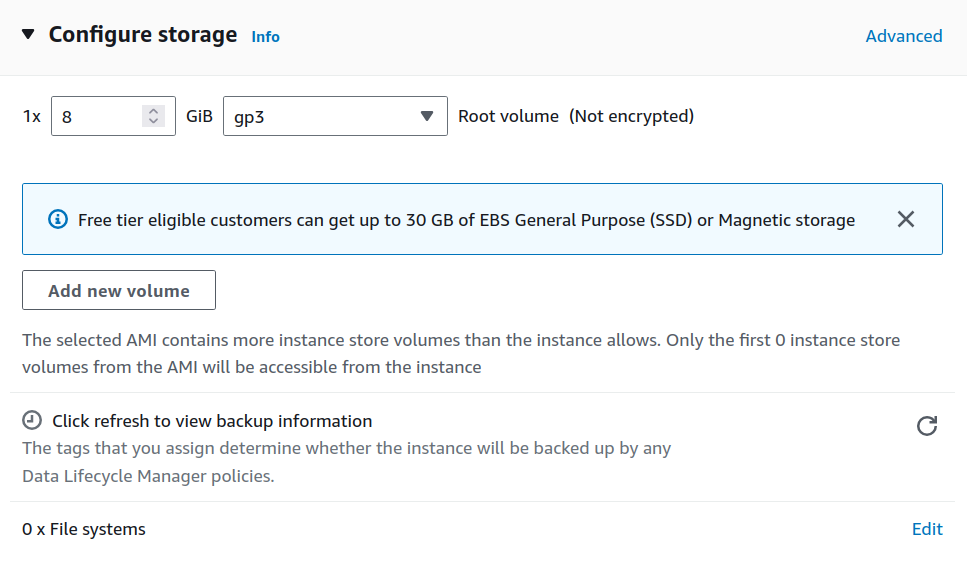 Configure storage Info Advanced
1x 8 GiB gp3 Root volume (Not encrypted)
Free tier eligible customers can get up to 30 GB of EBS General Purpose (SSD) or Magnetic storage
Add new volume
The selected AMI contains more instance store volumes than the instance allows. Only the first 0 instance store
volumes from the AMI will be accessible from the instance
Click refresh to view backup information
The tags that you assign determine whether the instance will be backed up by any
Data Lifecycle Manager policies.
0 x File systems Edit